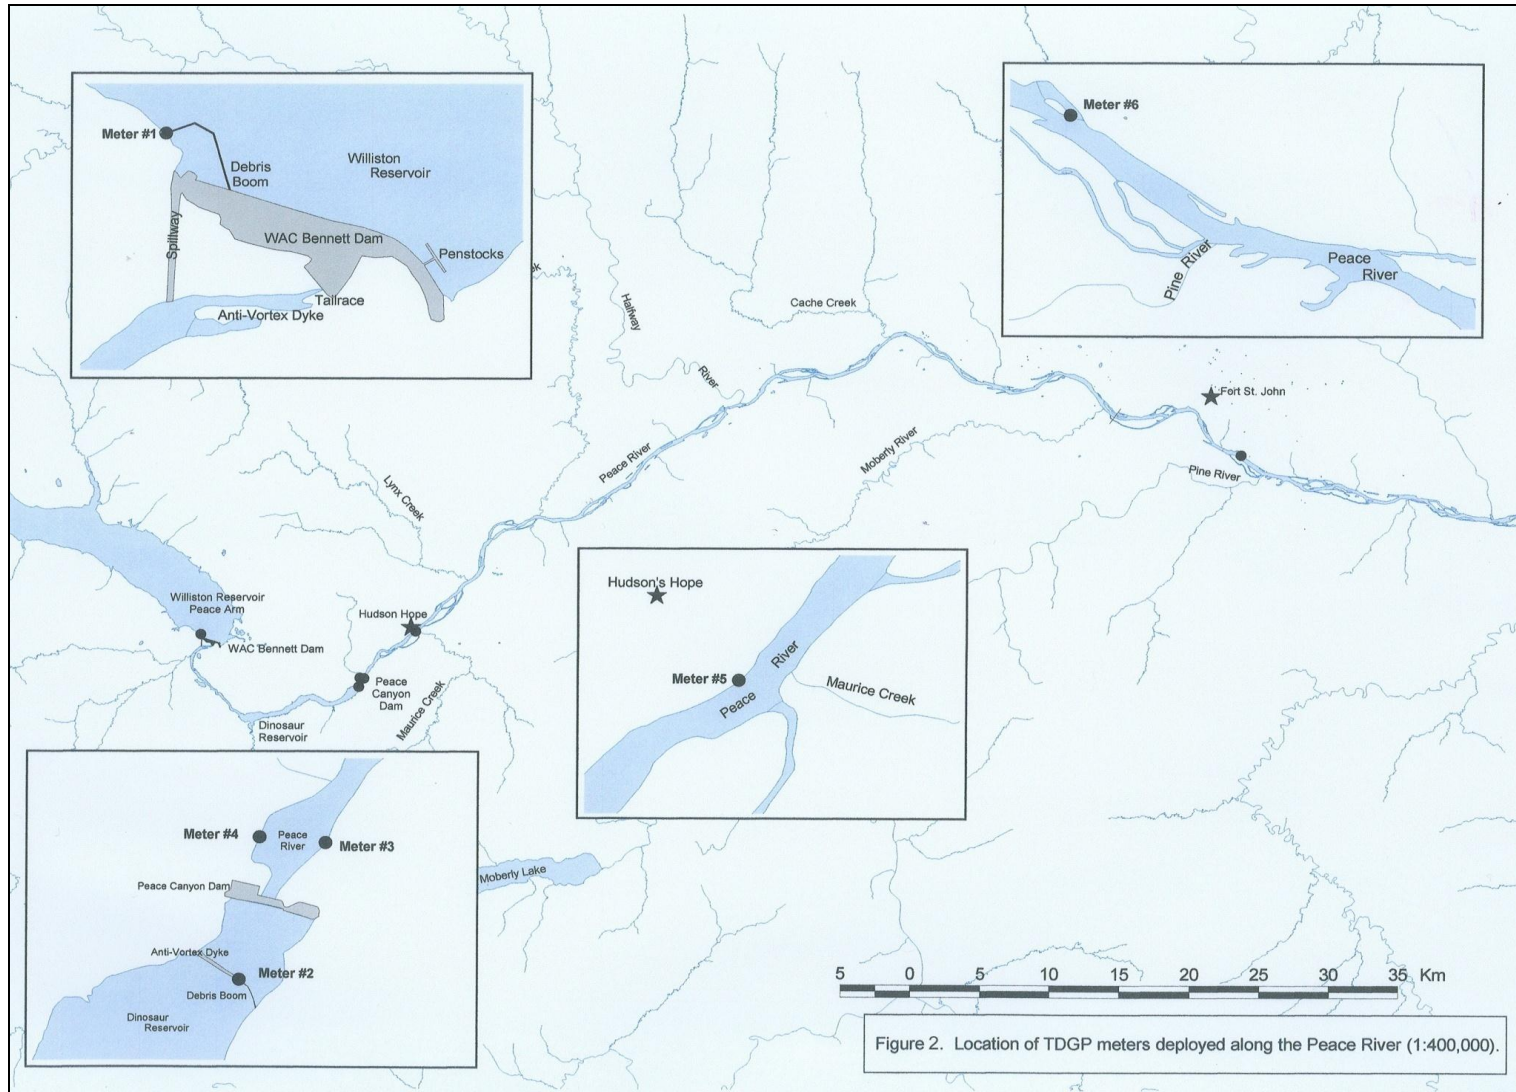 Meter #1
Debris
Boom
Williston
Reservoir
Spillway
WAC Bennett Dam
Penstocks
Tailrace
Anti-Vortex Dyke
Meter #6
Pine River
Peace
River
Halfway
River
Cache Creek
Fort St. John
Peace River
Moberly River
Pine River
Lynx Creek
Williston Reservoir
Peace Arm
WAC Bennett Dam
Hudson Hope
Peace
Canyon
Dam
Maurice Creek
Dinosaur
Reservoir
Hudson's Hope
River
Meter #5
Peace
Maurice Creek
Meter #4
Peace
River
Meter #3
Peace Canyon Dam
Anti-Vortex Dyke
Meter #2
Debris Boom
Dinosaur
Reservoir
Moberly Lake
5 0 5 10 15 20 25 30 35 Km
Figure 2. Location of TDGP meters deployed along the Peace River (1:400,000).